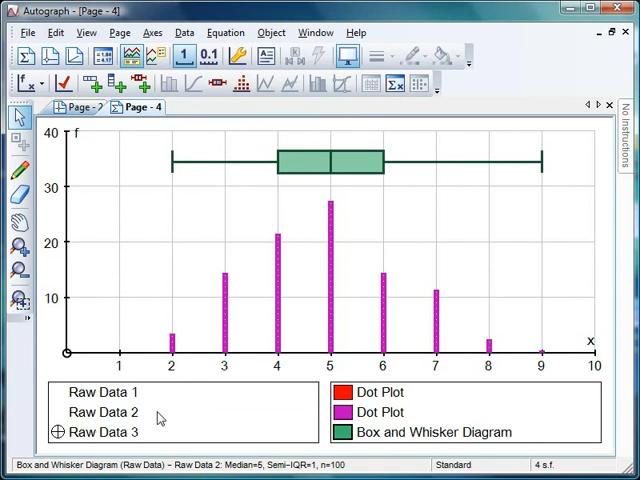 Autograph - [Page - 4]
File Edit View Page Axes Data Equation Object Window Help
1 0.1
Page - 2 Page - 4
No Instructions
40 f
30
20
10
x
1 2 3 4 5 6 7 8 9 10
Raw Data 1
Raw Data 2
Raw Data 3
Dot Plot
Dot Plot
Box and Whisker Diagram
Box and Whisker Diagram (Raw Data) - Raw Data 2: Median=5, Semi-IQR=1, n=100 Standard 4 s.f.